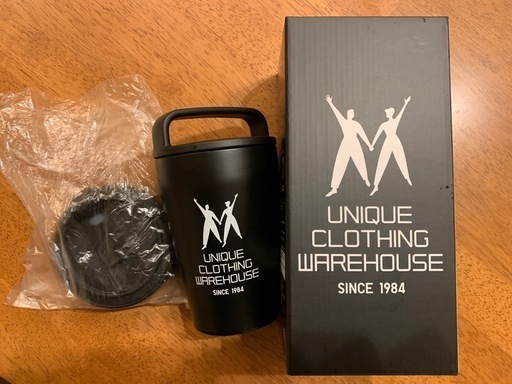 UNIQUE
CLOTHING
WAREHOUSE
SINCE 1984
UNIQUE
CLOTHING
WAREHOUSE
SINCE 1984